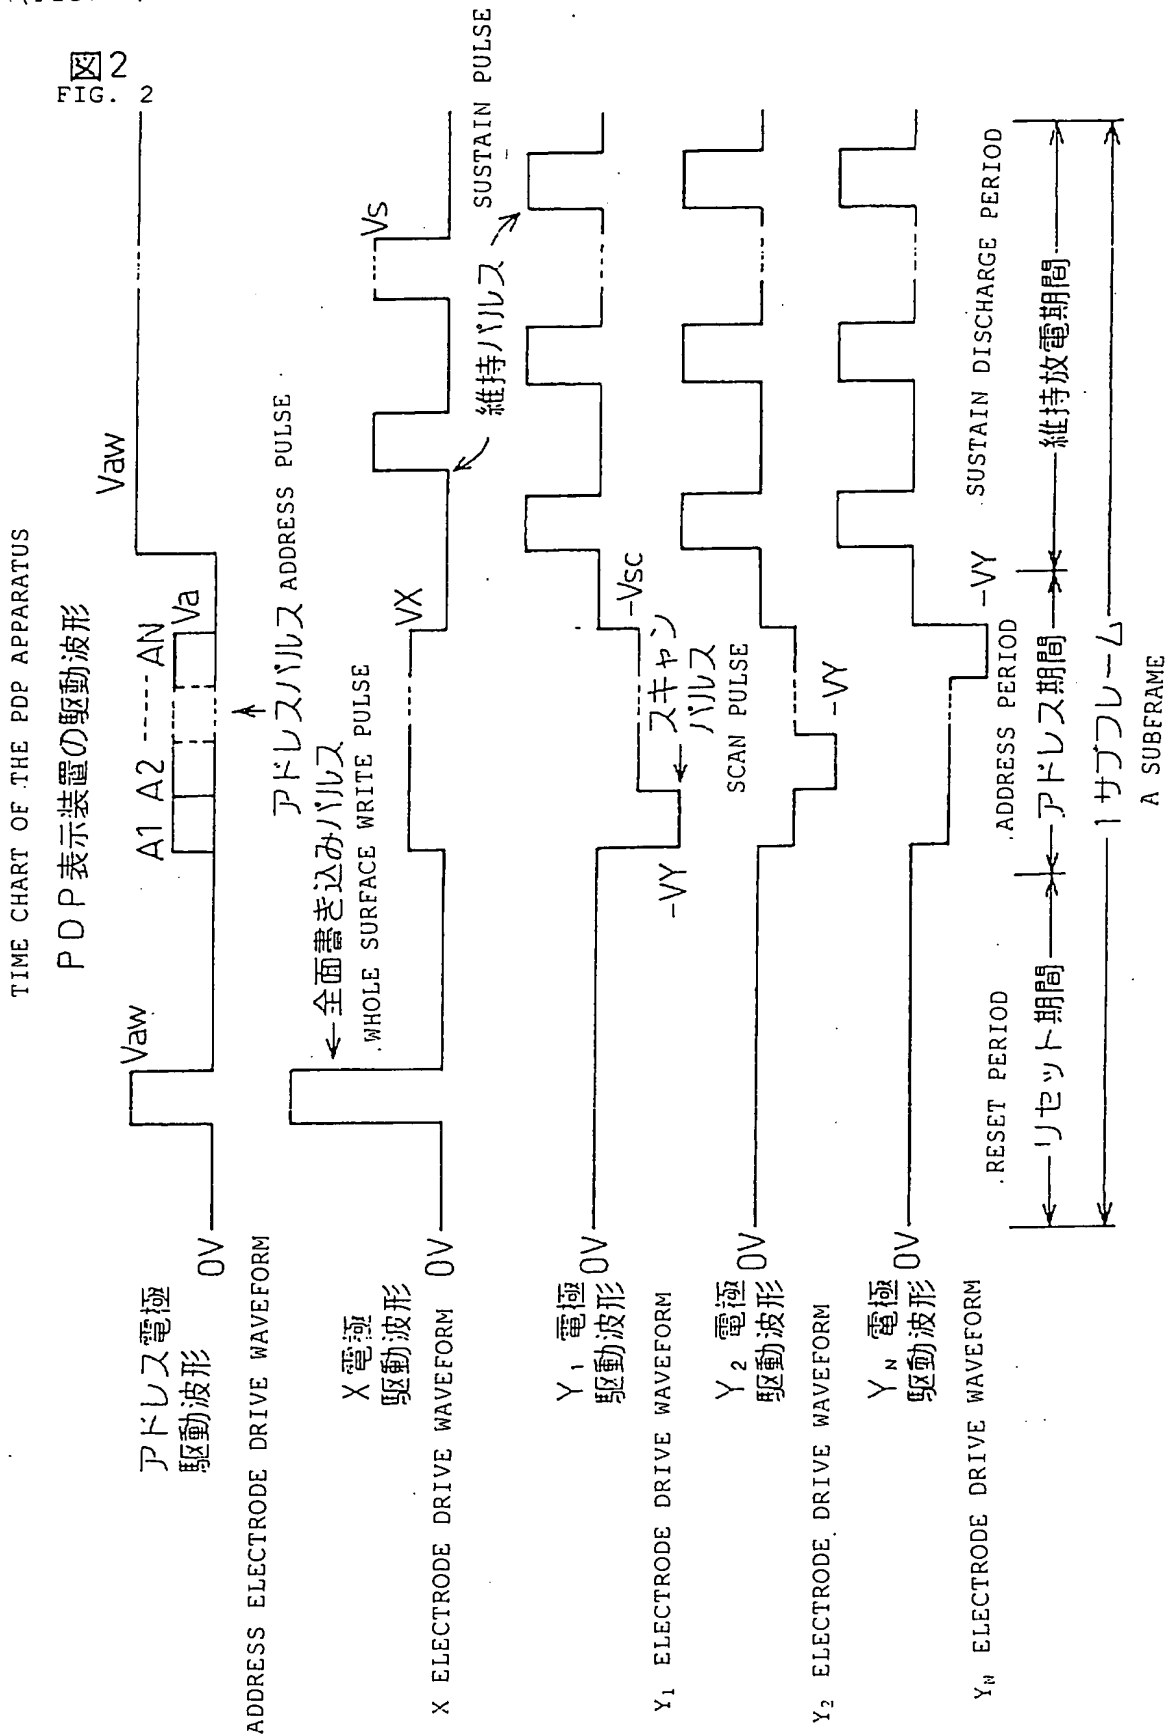 図2
FIG. 2
TIME CHART OF THE PDP APPARATUS
PDP表示装置の駆動波形
アドレス電極
駆動波形
ADDRESS ELECTRODE DRIVE WAVEFORM
0V
Vaw
A1 A2 AN
Va
Vaw
アドレスパルス ADDRESS PULSE
X電極
駆動波形
X ELECTRODE DRIVE WAVEFORM
0V
全面書き込みパルス
WHOLE SURFACE WRITE PULSE
VX
Vs
維持パルス
SUSTAIN PULSE
Y1 電極
駆動波形
Y1 ELECTRODE DRIVE WAVEFORM
0V
-VY
-Vsc
スキャン
パルス
SCAN PULSE
Y2 電極
駆動波形
Y2 ELECTRODE DRIVE WAVEFORM
0V
-VY
YN 電極
駆動波形
YN ELECTRODE DRIVE WAVEFORM
0V
-VY
RESET PERIOD
ADDRESS PERIOD
SUSTAIN DISCHARGE PERIOD
リセット期間
アドレス期間
維持放電期間
1サブフレーム
A SUBFRAME